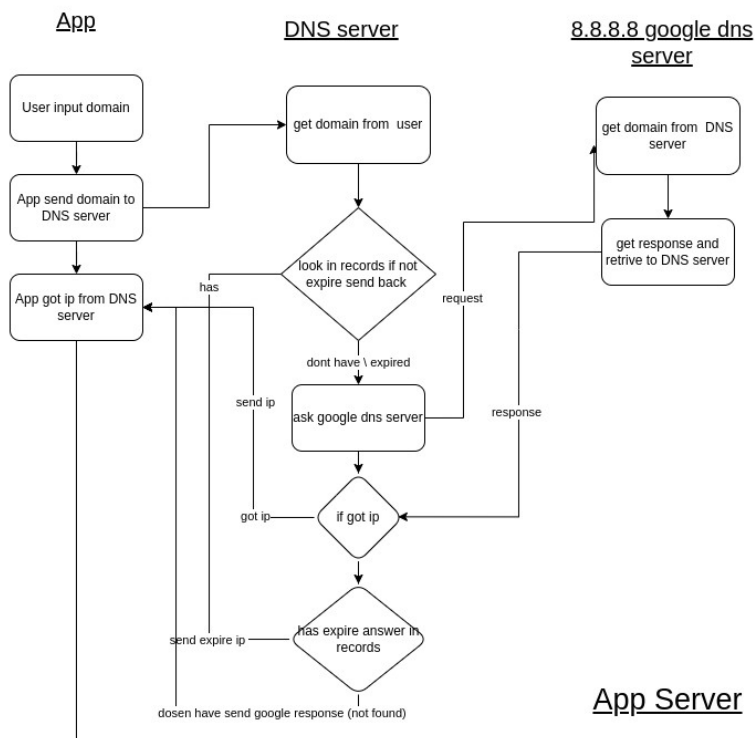 App
DNS server
8.8.8.8 google dns
server
User input domain
get domain from user
get domain from DNS
server
App send domain to
DNS server
get response and
retrive to DNS server
look in records if not
expire send back
App got ip from DNS
server
has
request
dont have \ expired
send ip
ask google dns server
response
got ip
if got ip
has expire answer in
records
send expire ip
dosen have send google response (not found)
App Server